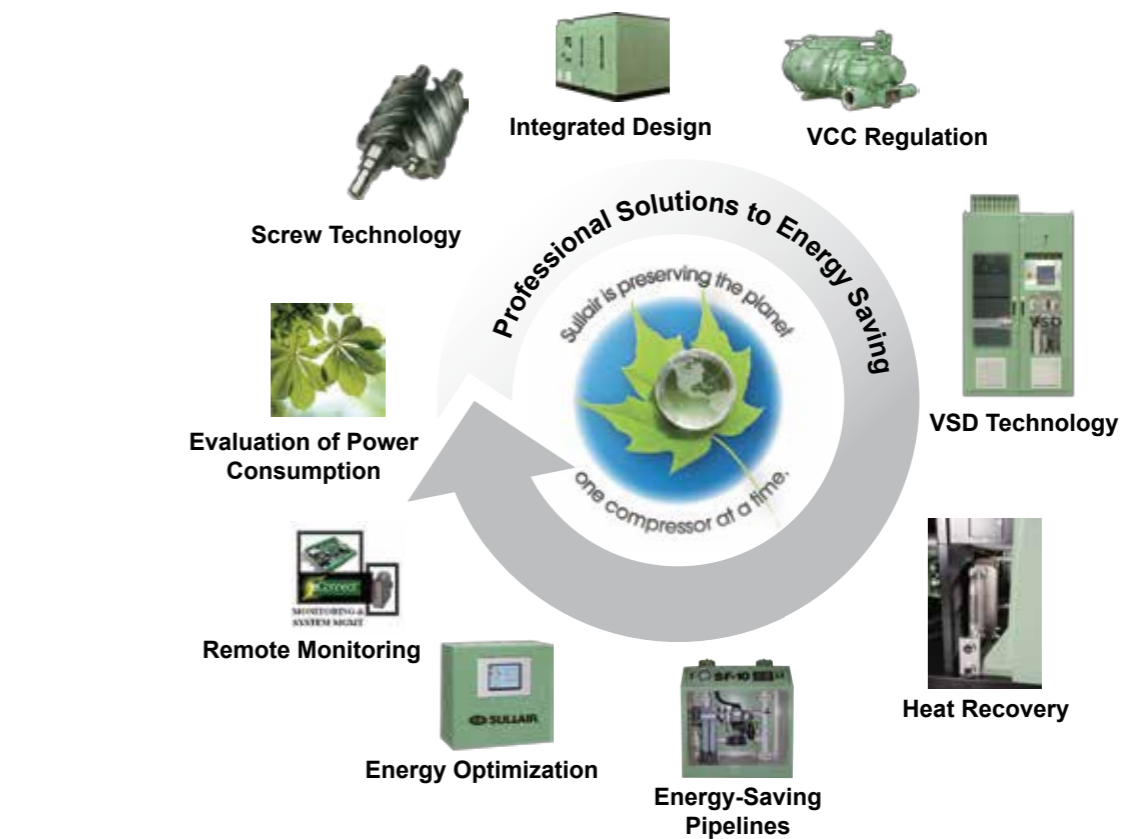 Integrated Design
VCC Regulation
Screw Technology
Professional Solutions to Energy Saving
Sullair is preserving the planet
one compressor at a time.
VSD
VSD Technology
Evaluation of Power
Consumption
MONITORING &
SYSTEM MGMT
Remote Monitoring
SULLAIR
Energy Optimization
SF-10
Energy-Saving
Pipelines
Heat Recovery